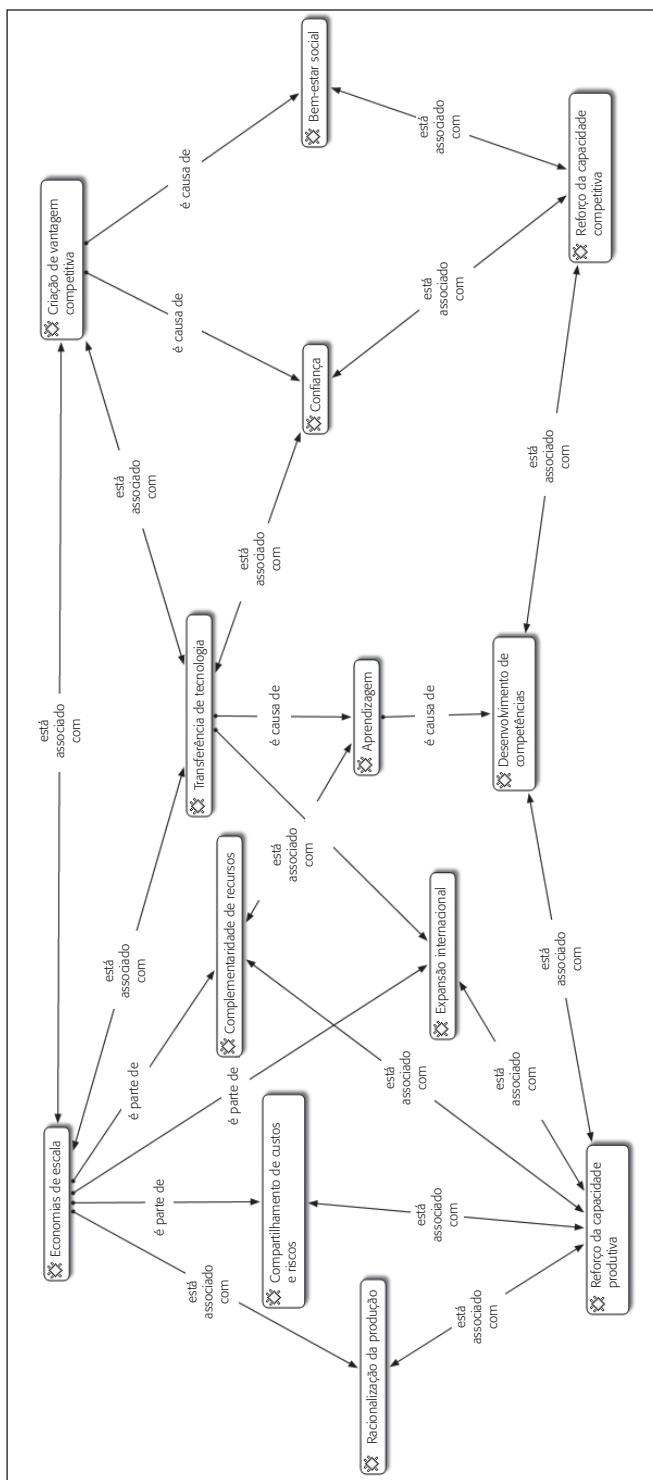 Economias de escala
está
associado
com
Criação de vantagem
competitiva
é parte de
está
associado
com
está
associado
com
é parte de
está
associado
com
é parte de
é causa de
é causa de
Transferência de tecnologia
Complementaridade de recursos
está
associado
com
é causa de
Compartilhamento de custos
e riscos
está
associado
com
Confiança
Bem-estar social
Racionalização da produção
Aprendizagem
está
associado
com
está
associado
com
é causa de
está
associado
com
Expansão internacional
está
associado
com
está
associado
com
está
associado
com
Desenvolvimento de
competências
está
associado
com
está
associado
com
Reforço da capacidade
produtiva
Reforço da capacidade
competitiva